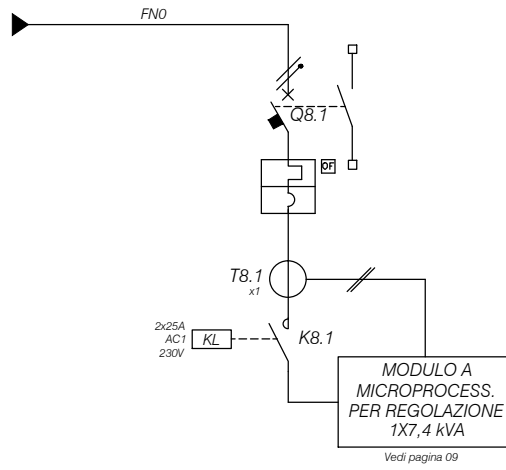 FN0
Q8.1
OF
T8.1
x1
2x25A
AC1
230V
KL
K8.1
MODULO A
MICROPROCESS.
PER REGOLAZIONE
1X7,4 kVA
Vedi pagina 09